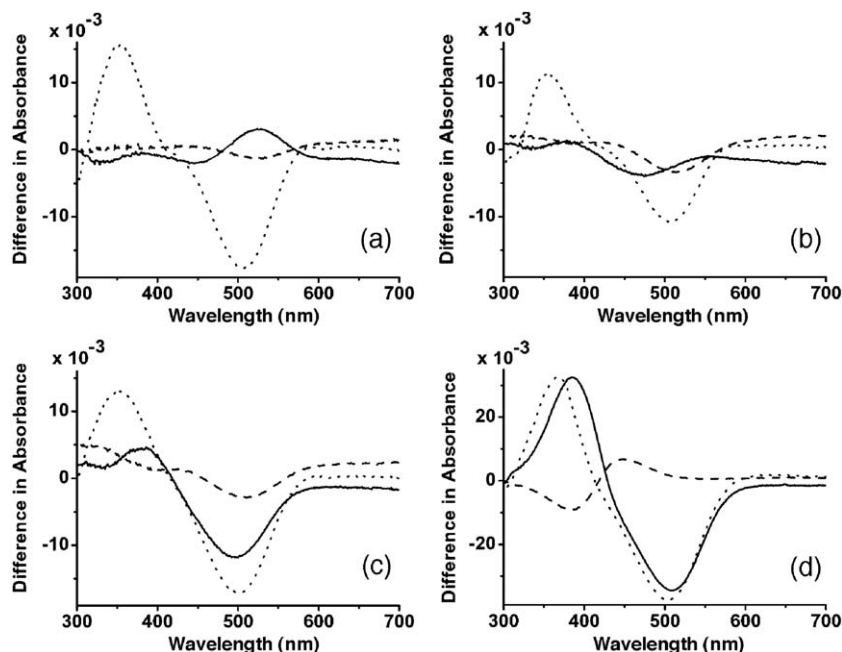 x 10⁻³
Difference in Absorbance
10
0
-10
(a)
300 400 500 600 700
Wavelength (nm)
x 10⁻³
Difference in Absorbance
10
0
-10
(b)
300 400 500 600 700
Wavelength (nm)
x 10⁻³
Difference in Absorbance
10
0
-10
(c)
300 400 500 600 700
Wavelength (nm)
x 10⁻³
Difference in Absorbance
20
0
-20
(d)
300 400 500 600 700
Wavelength (nm)